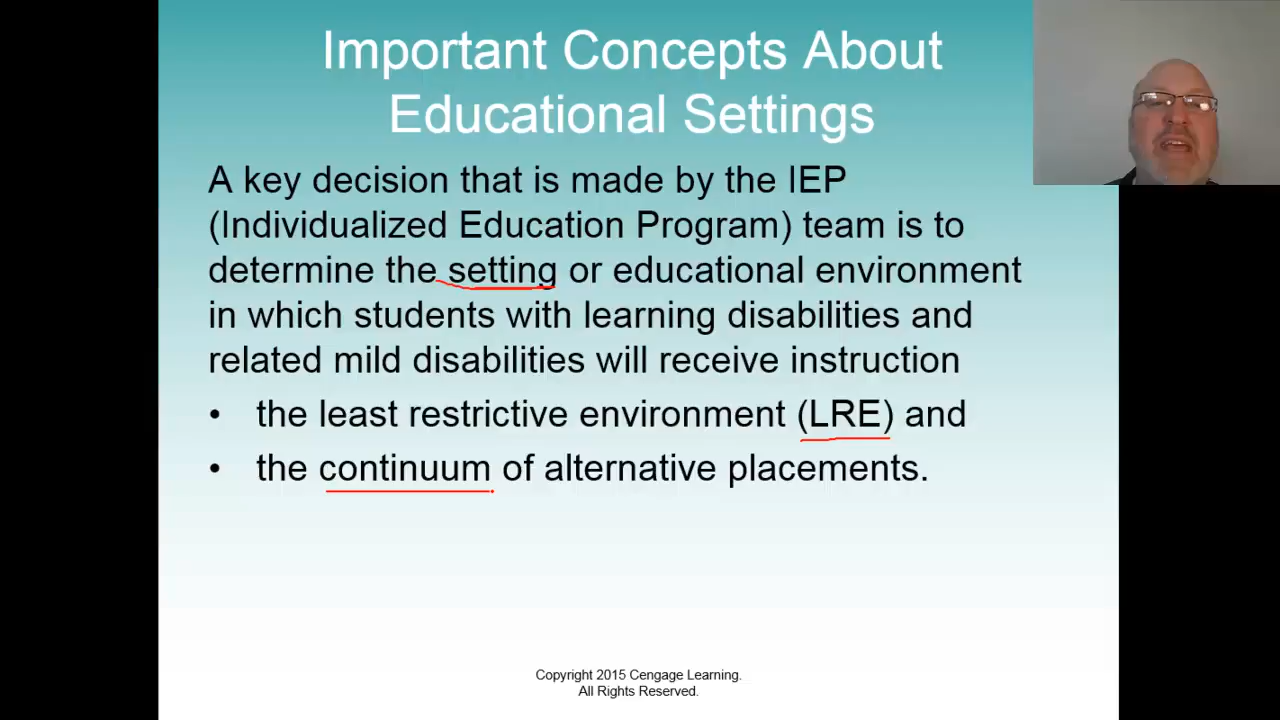 Important Concepts About
Educational Settings
A key decision that is made by the IEP
(Individualized Education Program) team is to
determine the setting or educational environment
in which students with learning disabilities and
related mild disabilities will receive instruction
• the least restrictive environment (LRE) and
• the continuum of alternative placements.
Copyright 2015 Cengage Learning.
All Rights Reserved.